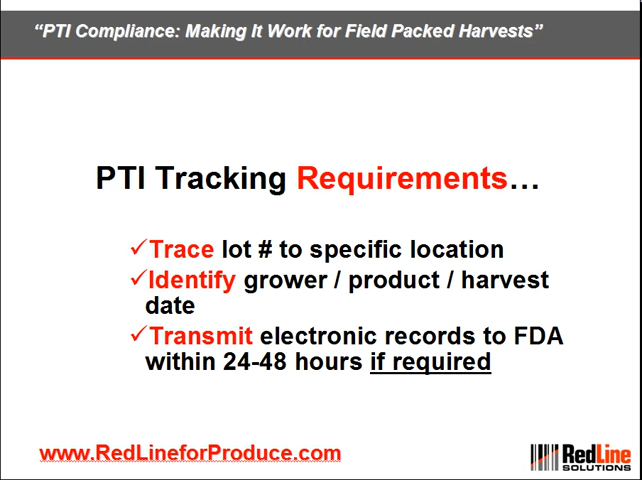 “PTI Compliance: Making It Work for Field Packed Harvests”
PTI Tracking Requirements…
✓Trace lot # to specific location
✓Identify grower / product / harvest
date
✓Transmit electronic records to FDA
within 24-48 hours if required
www.RedLineforProduce.com
RedLine
SOLUTIONS